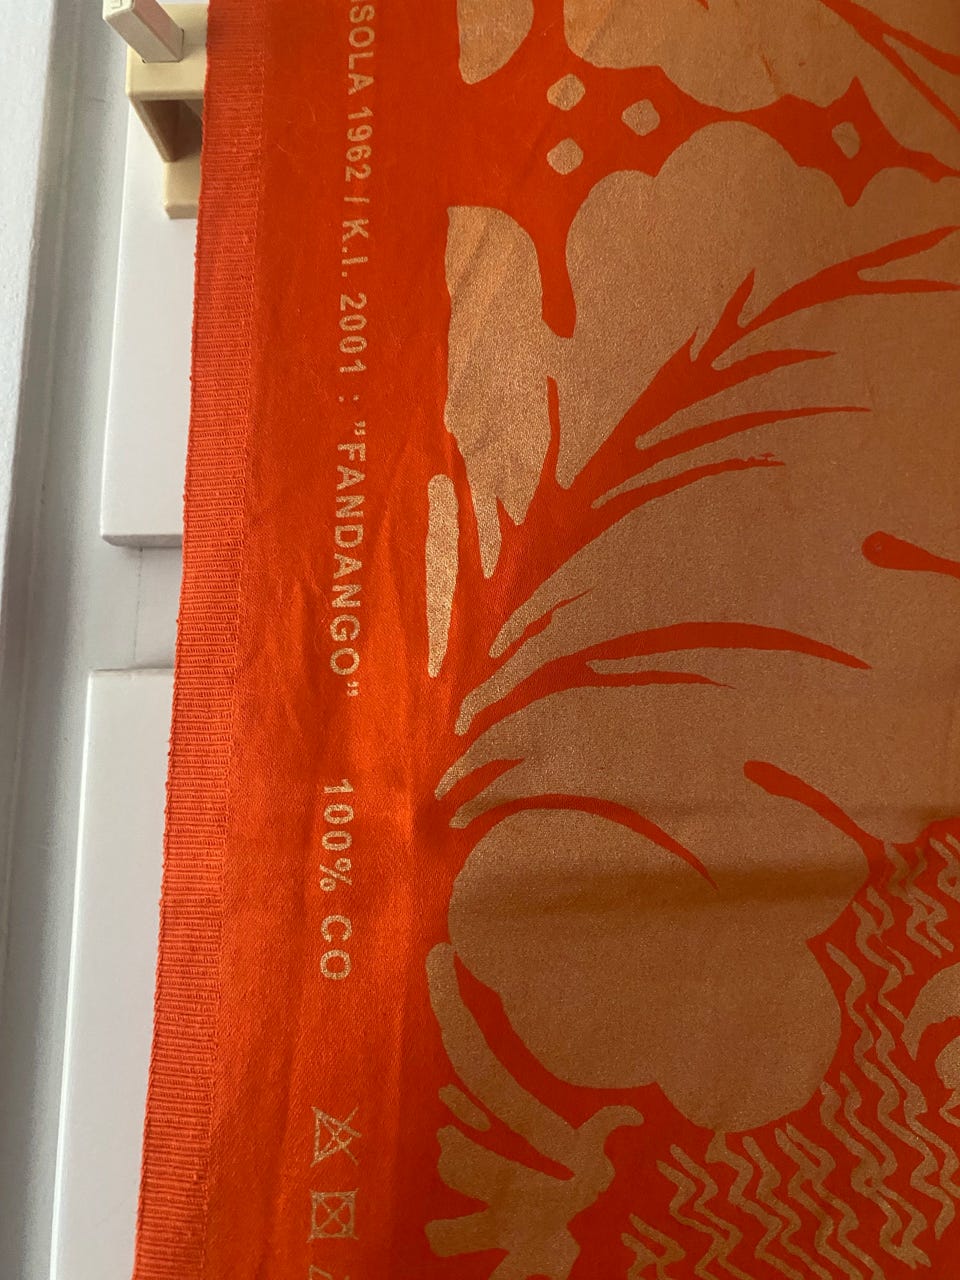 SOLA 1962 / K.I. 2001 : "FANDANGO" 100% CO